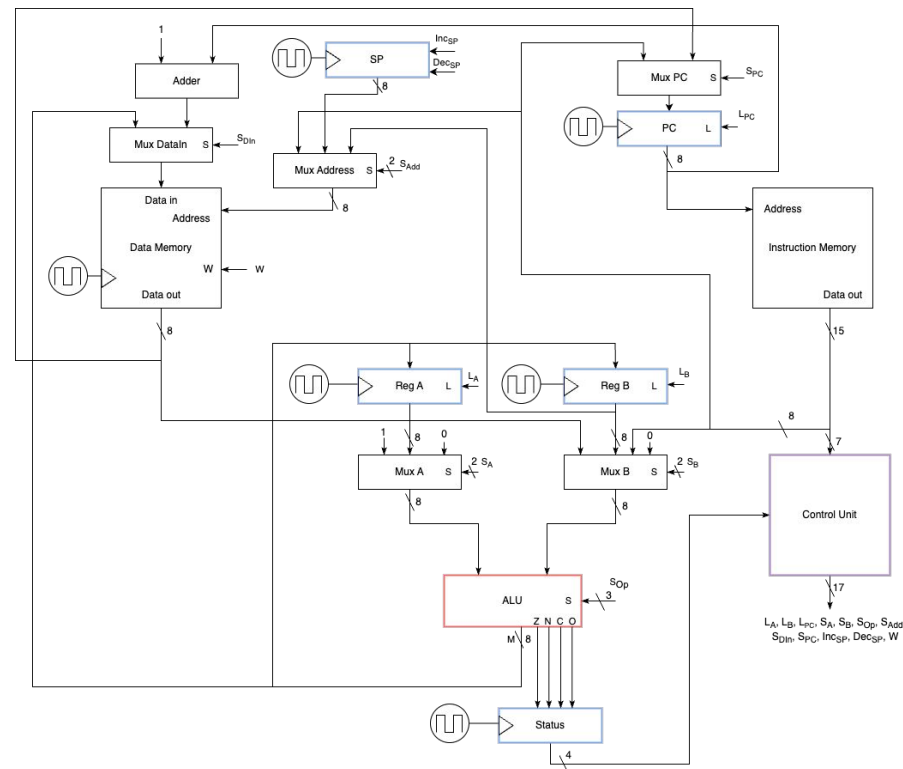 1
Adder
Mux DataIn
S
S_DIn
Data in
Address
Data Memory
W
W
Data out
8
SP
Inc_SP
Dec_SP
8
Mux Address
S
2
S_Add
8
Mux PC
S
S_PC
PC
L
L_PC
8
Address
Instruction Memory
Data out
15
8
7
Reg A
L
L_A
Reg B
L
L_B
1
8
0
Mux A
S
2
S_A
8
8
0
Mux B
S
2
S_B
8
Control Unit
17
L_A, L_B, L_PC, S_A, S_B, S_Op, S_Add
S_DIn, S_PC, Inc_SP, Dec_SP, W
ALU
S
S_Op
3
Z N C O
M
8
Status
4